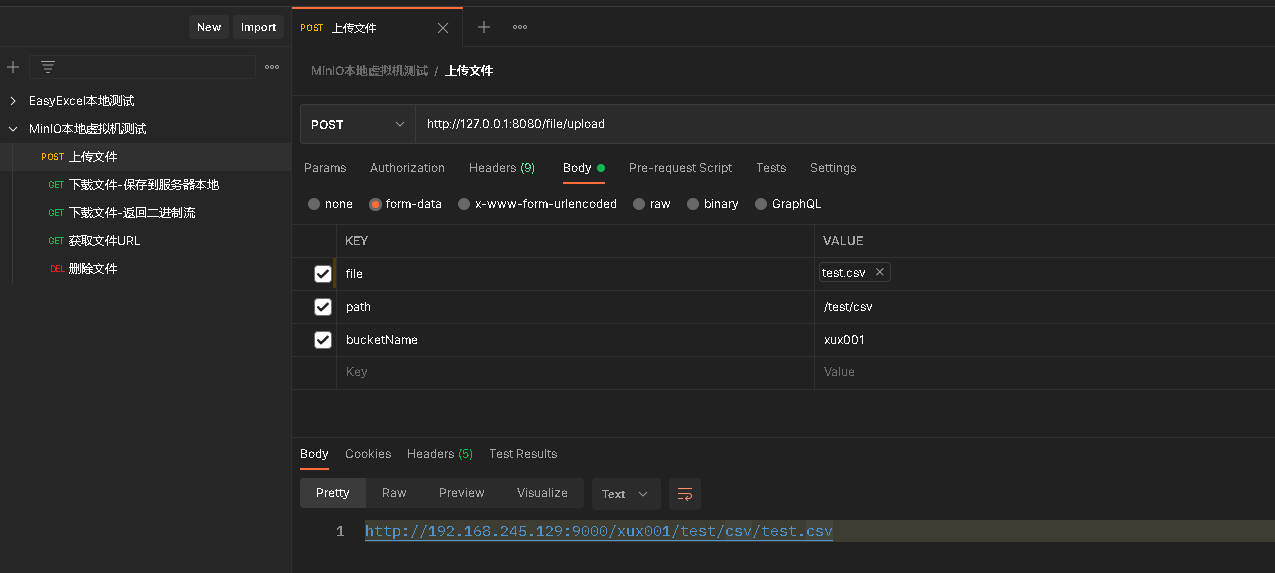 New Import
EasyExcel本地测试
MinIO本地虚拟机测试
POST 上传文件
GET 下载文件-保存到服务器本地
GET 下载文件-返回二进制流
GET 获取文件URL
DEL 删除文件
POST 上传文件
MinIO本地虚拟机测试 / 上传文件
POST http://127.0.0.1:8080/file/upload
Params Authorization Headers (9) Body Pre-request Script Tests Settings
none form-data x-www-form-urlencoded raw binary GraphQL
KEY VALUE
file test.csv
path /test/csv
bucketName xux001
Key Value
Body Cookies Headers (5) Test Results
Pretty Raw Preview Visualize Text
1 http://192.168.245.129:9000/xux001/test/csv/test.csv